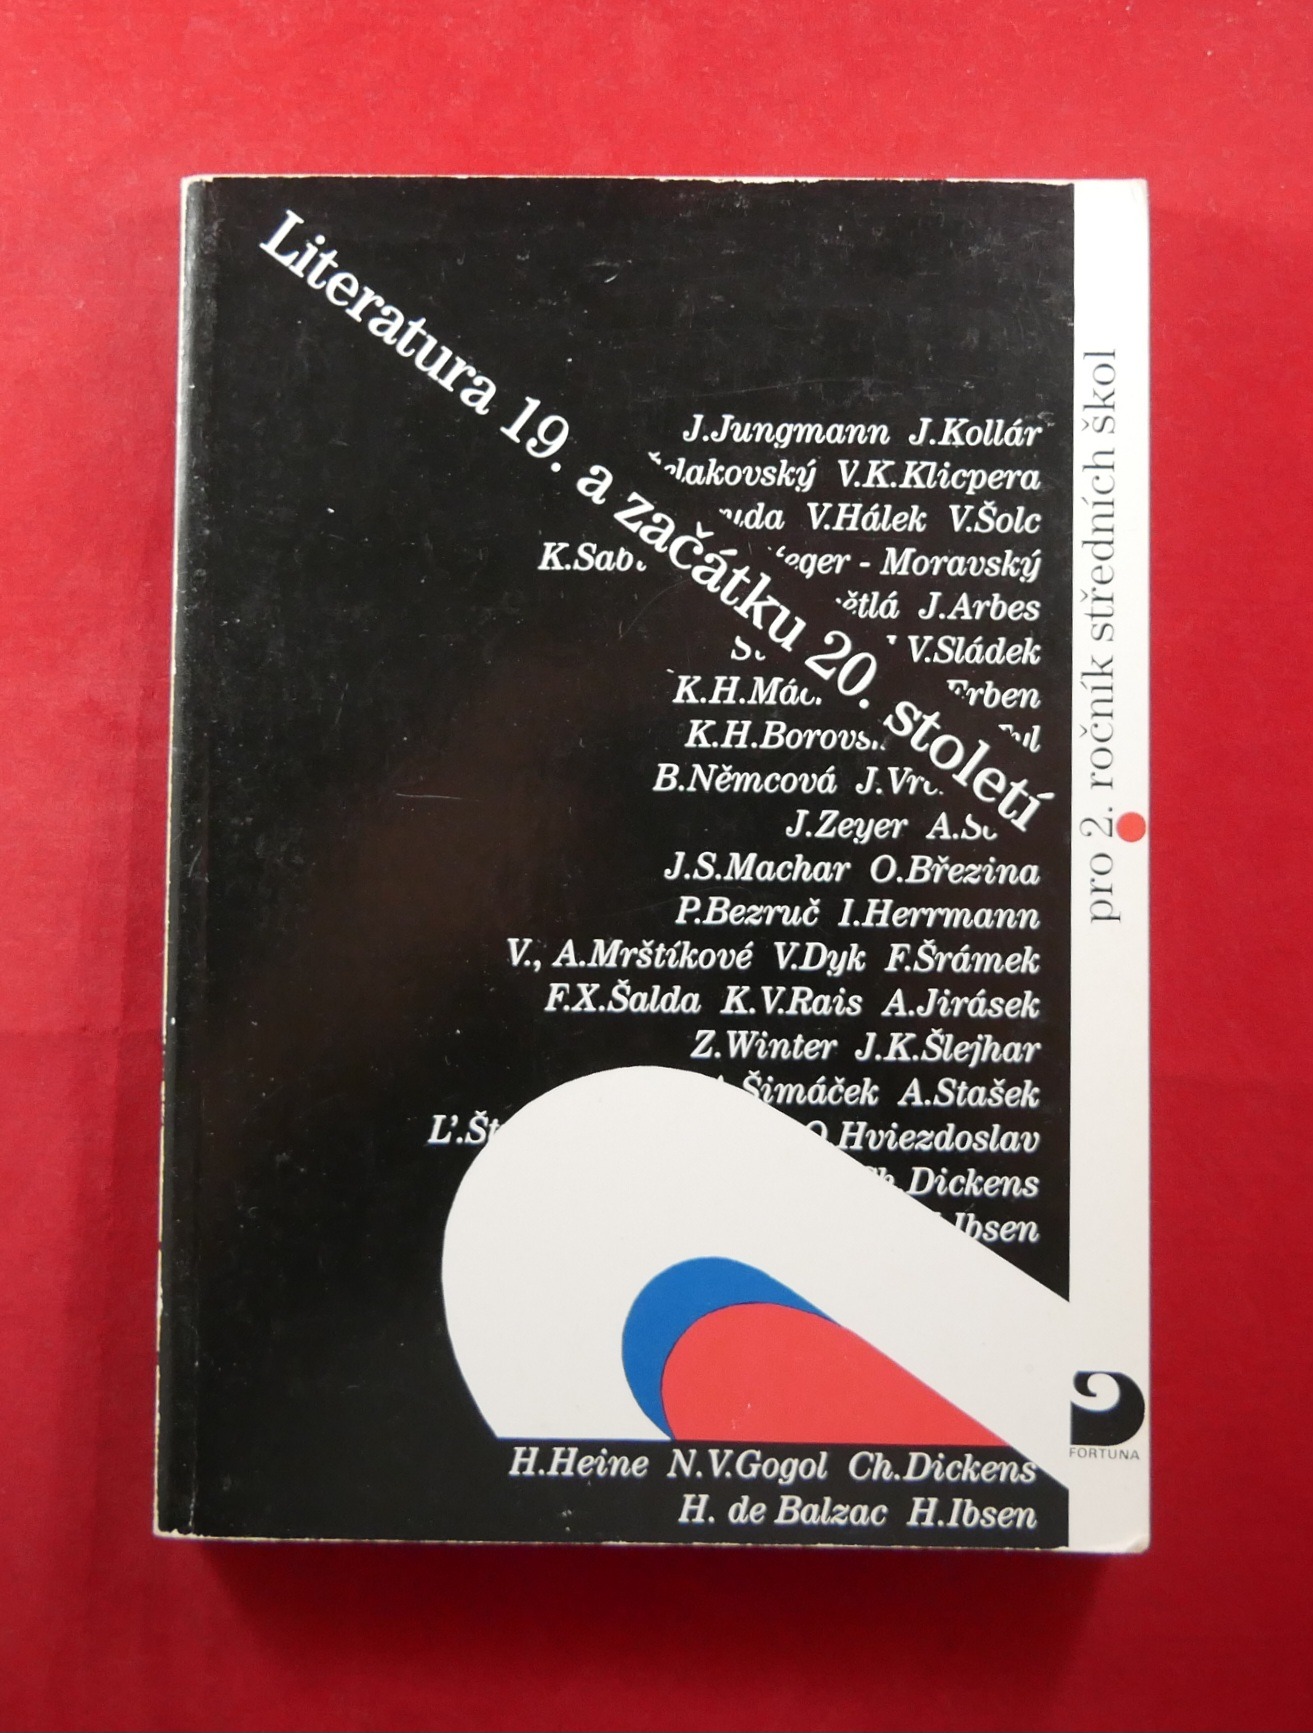 Literatura 19. a začátku 20. století
J.Jungmann J.Kollár
V.K.Klicpera
V.Hálek V.Šolc
Moravský
J.Arbes
V.Sládek
K.H.
K.H.
B.Němcová
J.Zeyer
J.S.Machar O.Březina
P.Bezruč I.Herrmann
V., A.Mrštíkové V.Dyk F.Šrámek
F.X.Šalda K.V.Rais A.Jirásek
Z.Winter J.K.Šlejhar
Šimáček A.Stašek
Hviezdoslav
Dickens
Ibsen
H.Heine N.V.Gogol Ch.Dickens
H. de Balzac H.Ibsen
pro 2. ročník středních škol
FORTUNA